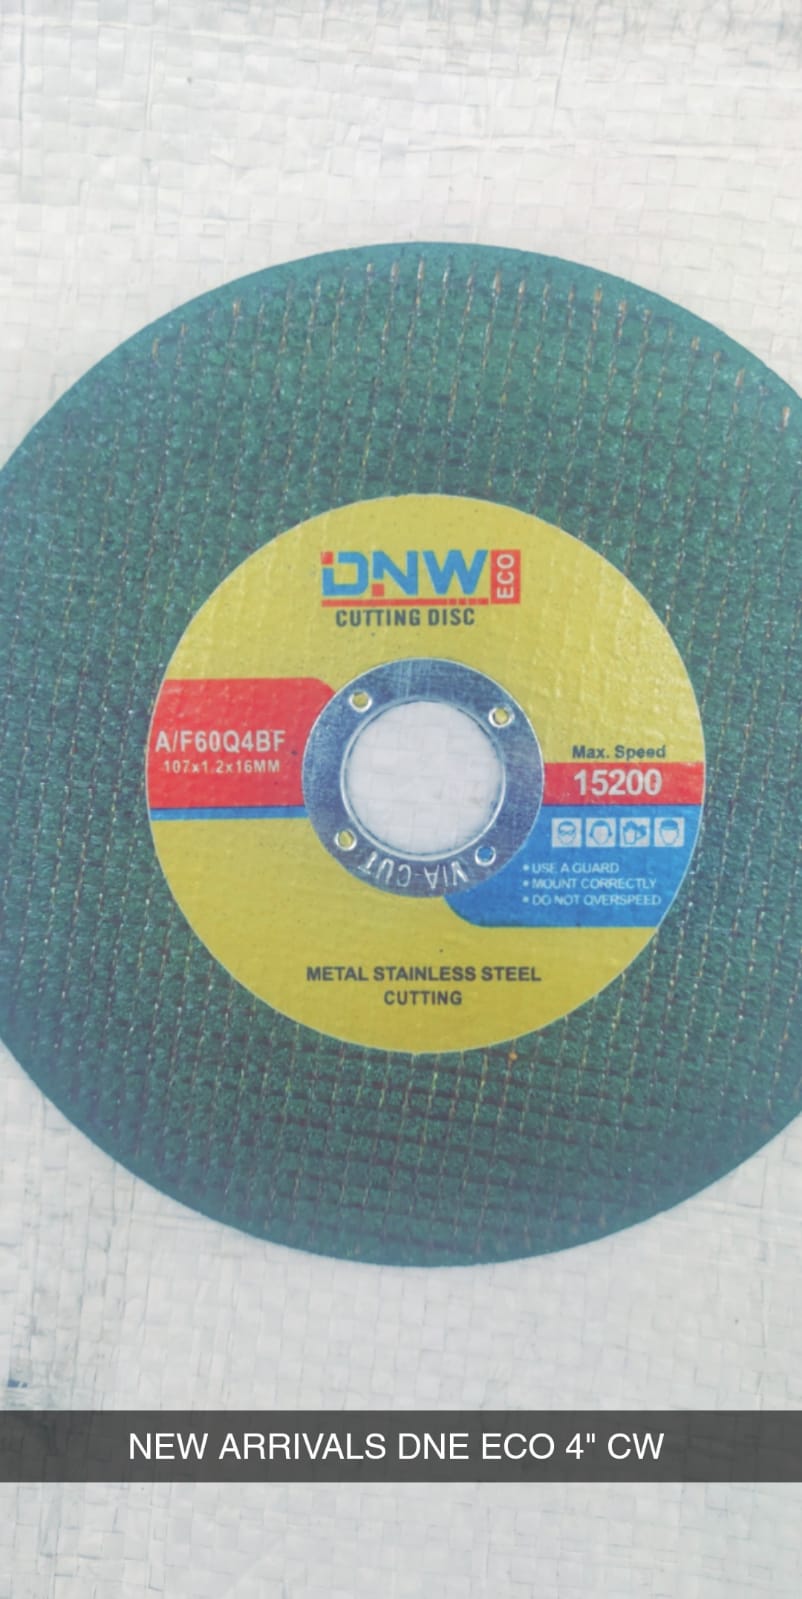 DNW ECO
CUTTING DISC
A/F60Q4BF
107x1.2x16MM
Max. Speed
15200
• USE A GUARD
• MOUNT CORRECTLY
• DO NOT OVERSPEED
VIA-CUT
METAL STAINLESS STEEL
CUTTING
NEW ARRIVALS DNE ECO 4" CW